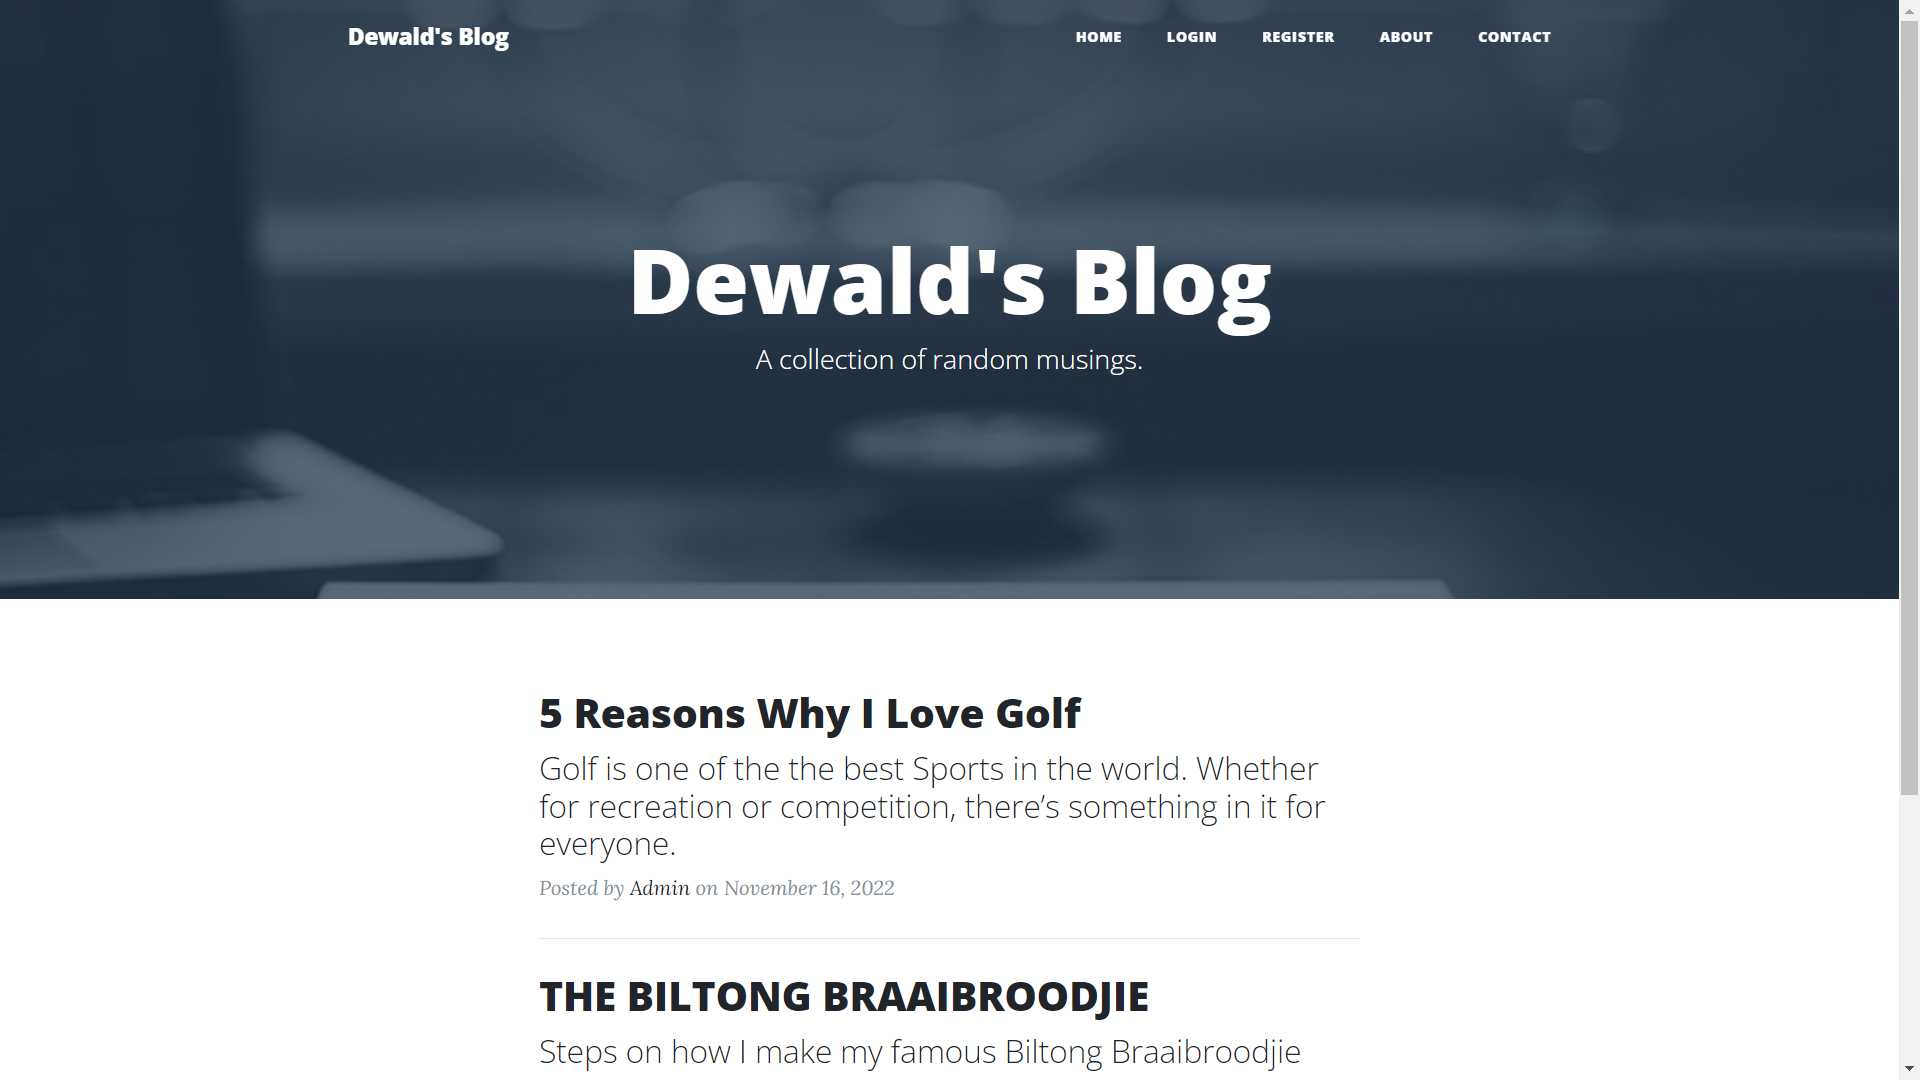 Dewald's Blog
HOME LOGIN REGISTER ABOUT CONTACT
Dewald's Blog
A collection of random musings.
5 Reasons Why I Love Golf
Golf is one of the the best Sports in the world. Whether
for recreation or competition, there’s something in it for
everyone.
Posted by Admin on November 16, 2022
THE BILTONG BRAAIBROODJIE
Steps on how I make my famous Biltong Braaibroodjie